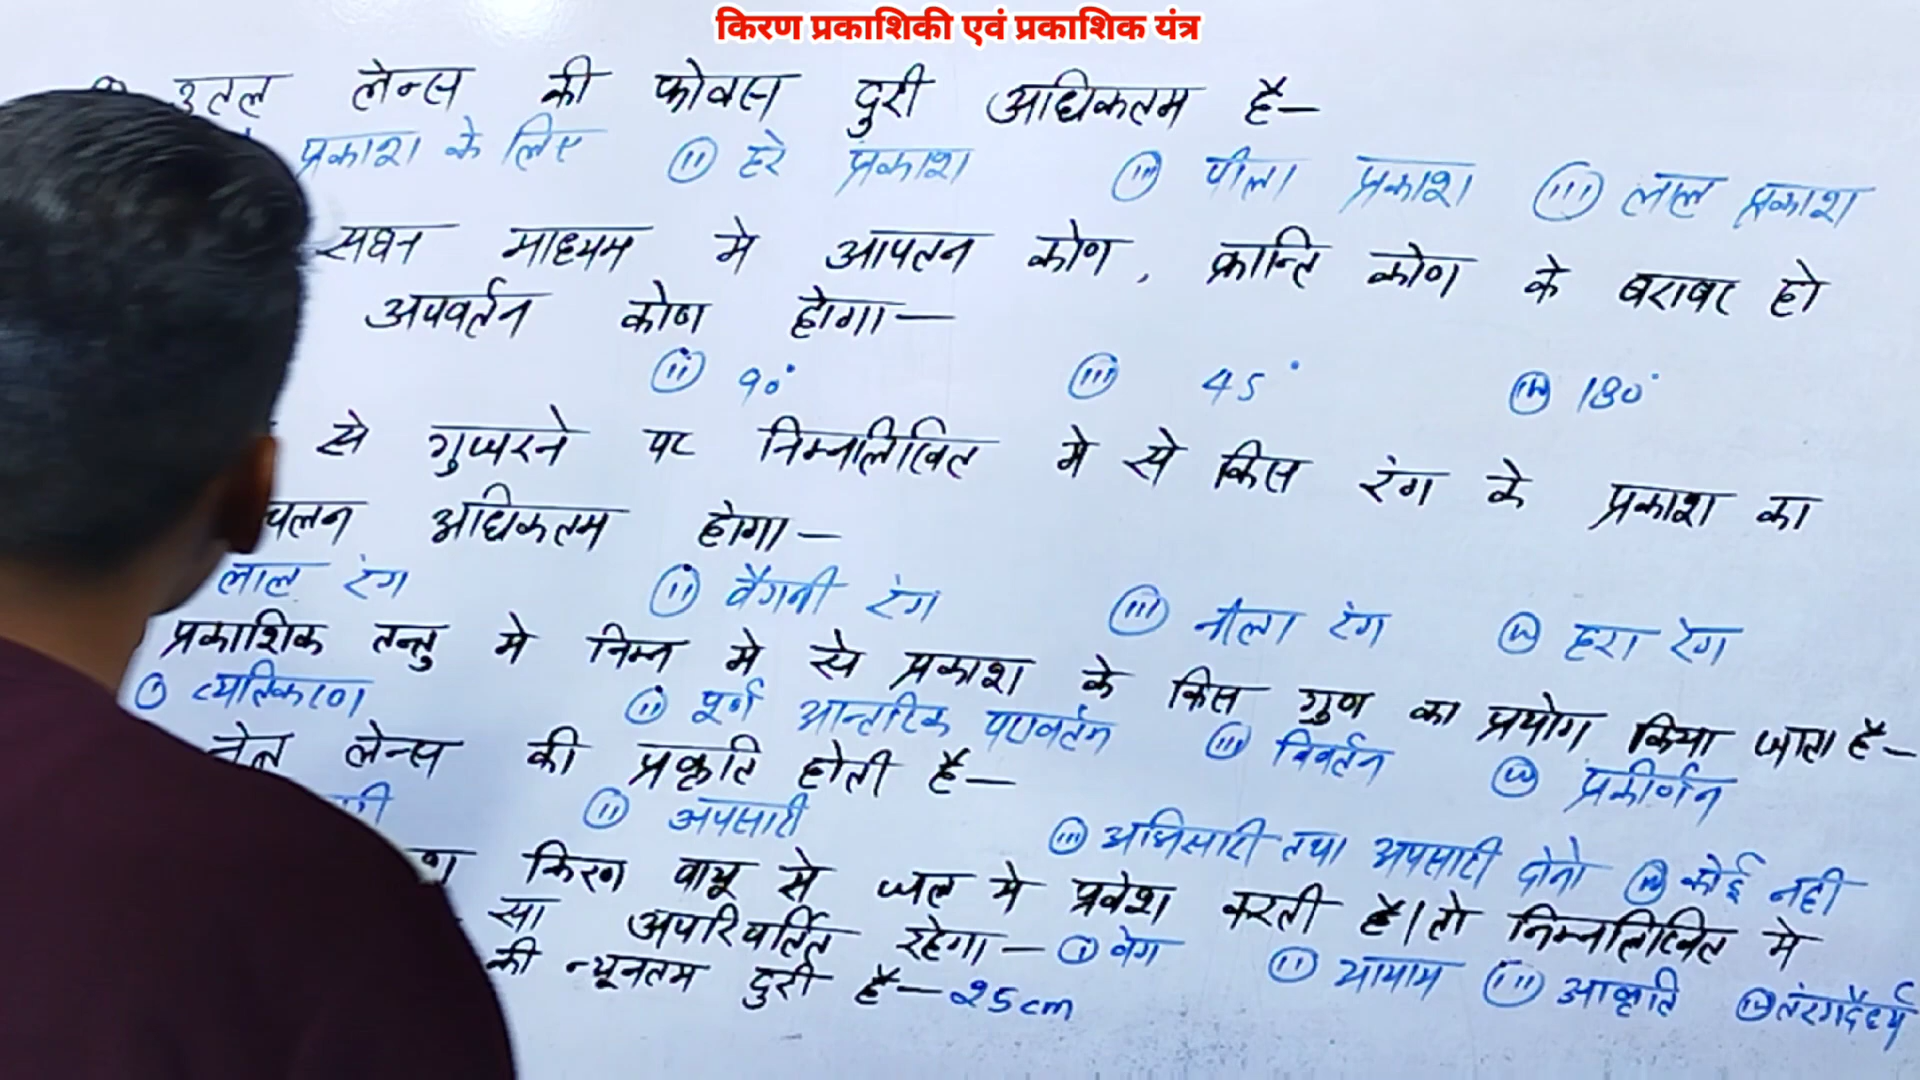 किरण प्रकाशिकी एवं प्रकाशिक यंत्र
उतल लेन्स की फोकस दुरी अधिकतम है—
प्रकाश के लिए (ii) हरे प्रकाश (iii) पीला प्रकाश (iii) लाल प्रकाश
सघन माध्यम मे आपतन कोण, क्रान्ति कोण के बराबर हो
अपवर्तन कोण होगा—
(ii) 90° (iii) 45° (iv) 180°
से गुजरने पर निम्नलिखित मे से किस रंग के प्रकाश का
चलन अधिकतम होगा—
लाल रंग (ii) वैगनी रंग (iii) नीला रंग (iv) हरा रंग
प्रकाशिक तन्तु मे निम्न मे से प्रकाश के किस गुण का प्रयोग किया जाता है—
(i) व्यतिकरण (ii) पूर्ण आन्तरिक परावर्तन (iii) विवर्तन (iv) प्रकीर्णन
लेन्स की प्रकृति होती है—
(ii) अपसारी (iii) अभिसारी तथा अपसारी दोनो (iv) कोई नही
किरण वायू से जल मे प्रवेश करती है। तो निम्नलिखित मे
सा अपरिवर्तित रहेगा— (i) वेग (ii) आयाम (iii) आवृति (iv) तंरगदैर्ध्य
की न्यूनतम दुरी है— 25cm